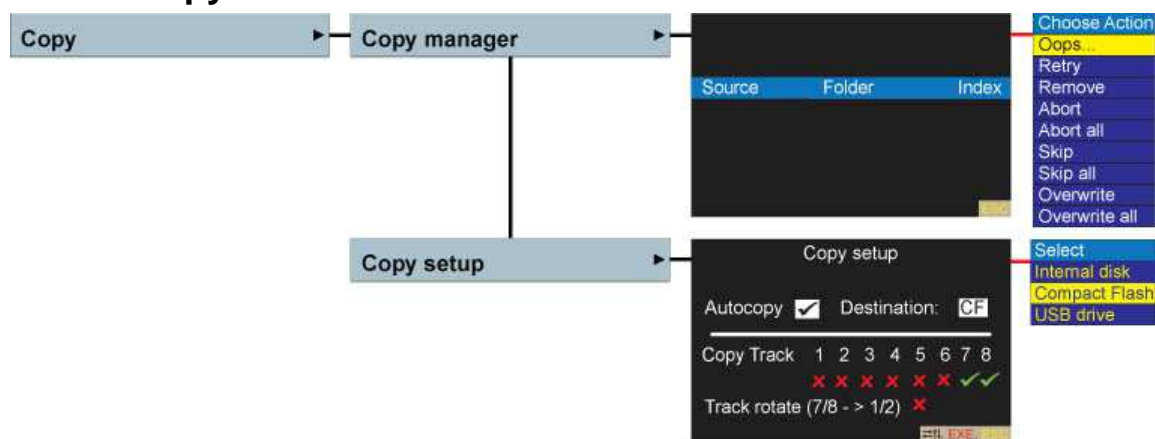 Copy
Copy manager
Source Folder Index
ESC
Choose Action
Oops...
Retry
Remove
Abort
Abort all
Skip
Skip all
Overwrite
Overwrite all
Copy setup
Copy setup
Autocopy Destination: CF
Copy Track 1 2 3 4 5 6 7 8
Track rotate (7/8 - > 1/2)
EXE
Select
Internal disk
Compact Flash
USB drive